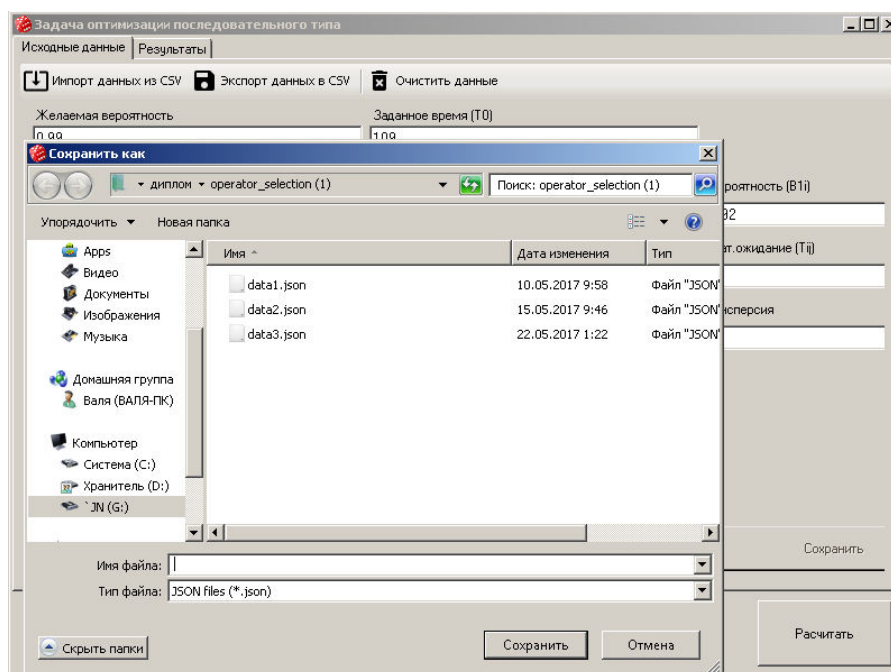 Задача оптимизации последовательного типа
Исходные данные Результаты
Импорт данных из CSV Экспорт данных в CSV Очистить данные
Желаемая вероятность Заданное время (T0)
0.99 109
Сохранить как
диплом operator_selection (1) Поиск: operator_selection (1)
роятность (B1i)
Упорядочить Новая папка
Имя Дата изменения Тип
ат.ожидание (Tij)
Apps
Видео
Документы
Изображения
Музыка
data1.json 10.05.2017 9:58 Файл "JSON"
data2.json 15.05.2017 9:46 Файл "JSON"
data3.json 22.05.2017 1:22 Файл "JSON"
исперсия
Домашняя группа
Валя (ВАЛЯ-ПК)
Компьютер
Система (C:)
Хранитель (D:)
`JN (G:)
Сохранить
Имя файла:
Тип файла: JSON files (*.json)
Скрыть папки Сохранить Отмена
Расчитать